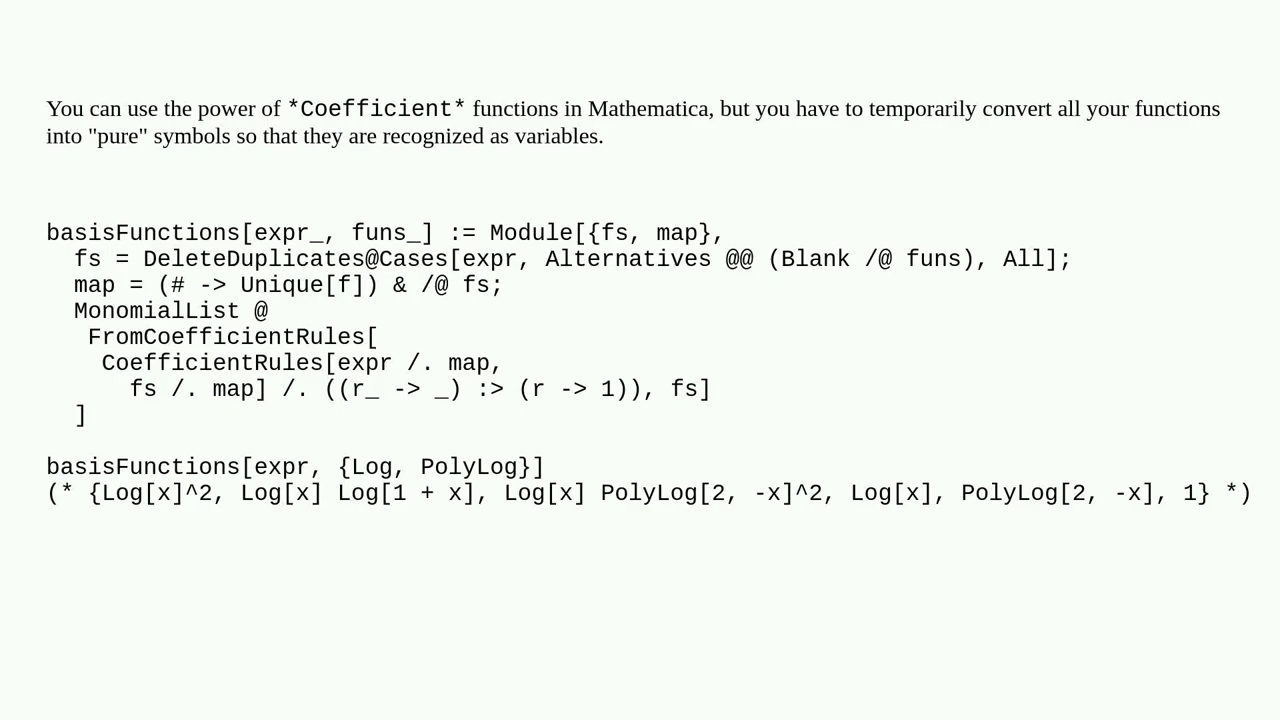 You can use the power of *Coefficient* functions in Mathematica, but you have to temporarily convert all your functions
into "pure" symbols so that they are recognized as variables.
basisFunctions[expr_, funs_] := Module[{fs, map},
  fs = DeleteDuplicates@Cases[expr, Alternatives @@ (Blank /@ funs), All];
  map = (# -> Unique[f]) & /@ fs;
  MonomialList @
   FromCoefficientRules[
    CoefficientRules[expr /. map,
      fs /. map] /. ((r_ -> _) :> (r -> 1)), fs]
  ]
basisFunctions[expr, {Log, PolyLog}]
(* {Log[x]^2, Log[x] Log[1 + x], Log[x] PolyLog[2, -x]^2, Log[x], PolyLog[2, -x], 1} *)